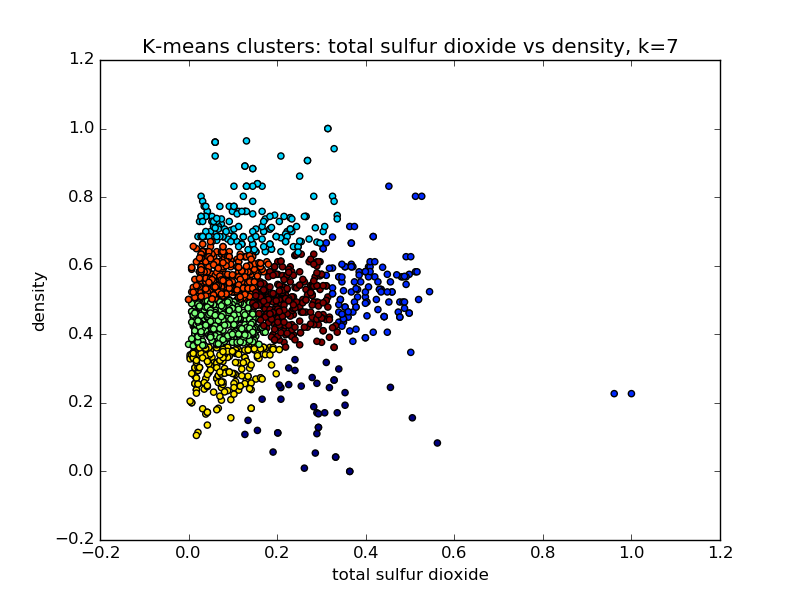 K-means clusters: total sulfur dioxide vs density, k=7
1.2
1.0
0.8
0.6
0.4
0.2
0.0
−0.2
density
−0.2 0.0 0.2 0.4 0.6 0.8 1.0 1.2
total sulfur dioxide